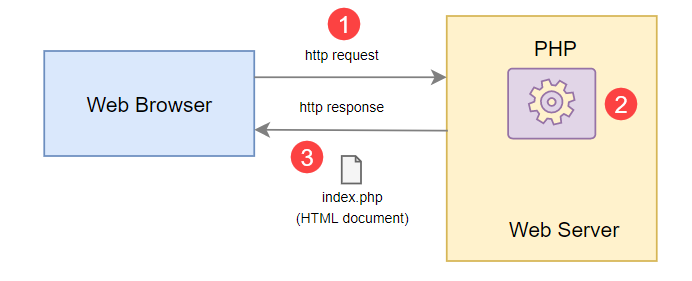 1
http request
PHP
Web Browser
http response
2
3
index.php
(HTML document)
Web Server